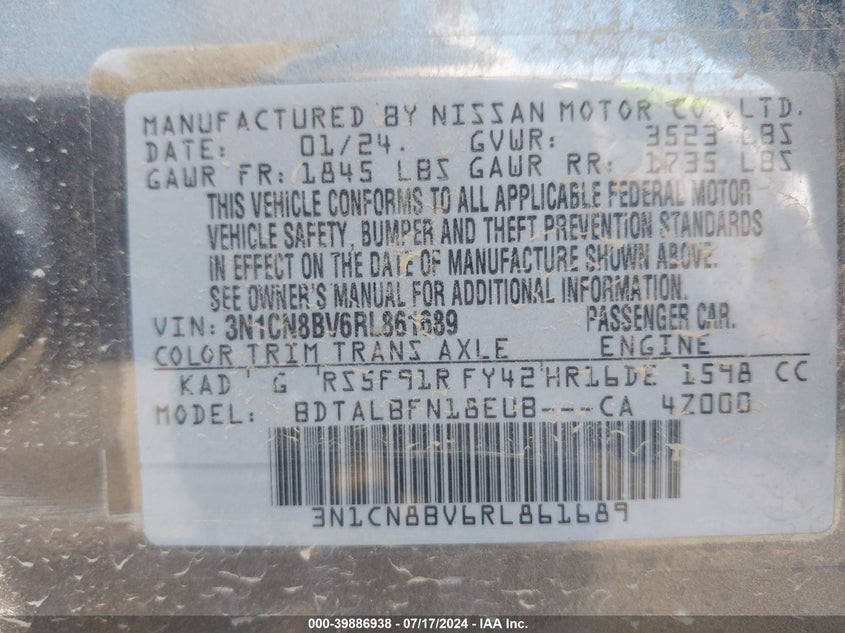 MANUFACTURED BY NISSAN MOTOR CO., LTD.
DATE: 01/24. GVWR: 3523 LBS
GAWR FR: 1845 LBS GAWR RR: 1735 LBS
THIS VEHICLE CONFORMS TO ALL APPLICABLE FEDERAL MOTOR
VEHICLE SAFETY, BUMPER AND THEFT PREVENTION STANDARDS
IN EFFECT ON THE DATE OF MANUFACTURE SHOWN ABOVE.
SEE OWNER'S MANUAL FOR ADDITIONAL INFORMATION.
VIN: 3N1CN8BV6RL861689 PASSENGER CAR.
COLOR TRIM TRANS AXLE ENGINE
KAD G RS5F91R FY42 HR16DE 1598 CC
MODEL: BDTALBFN18EUB---CA 4Z000
3N1CN8BV6RL861689
000-39886938 - 07/17/2024 - IAA Inc.